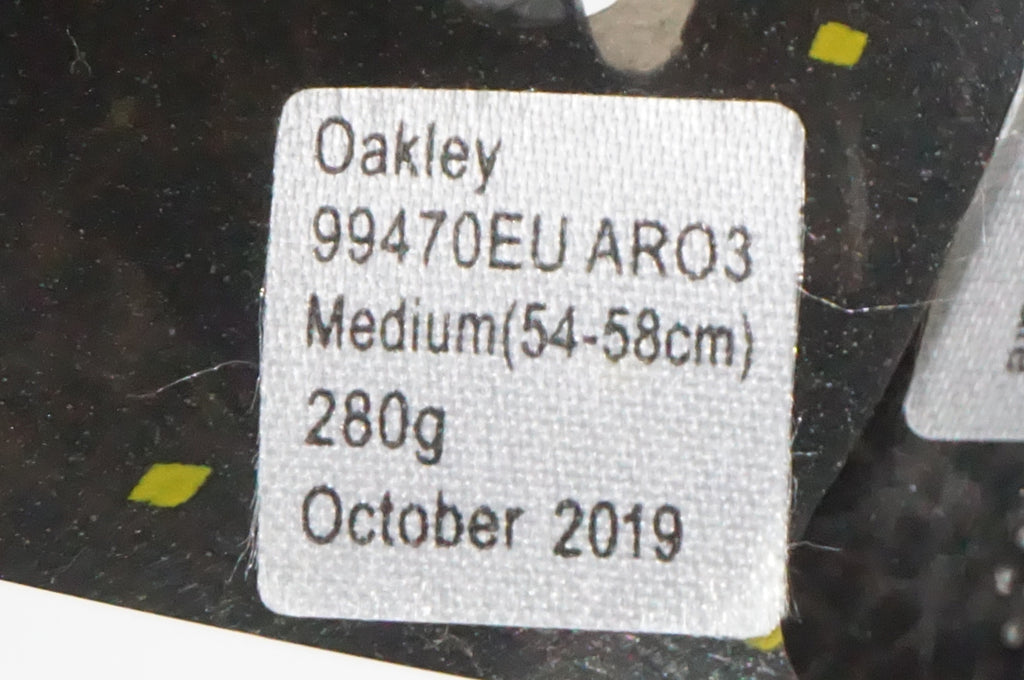 Oakley
99470EU ARO3
Medium(54-58cm)
280g
October 2019